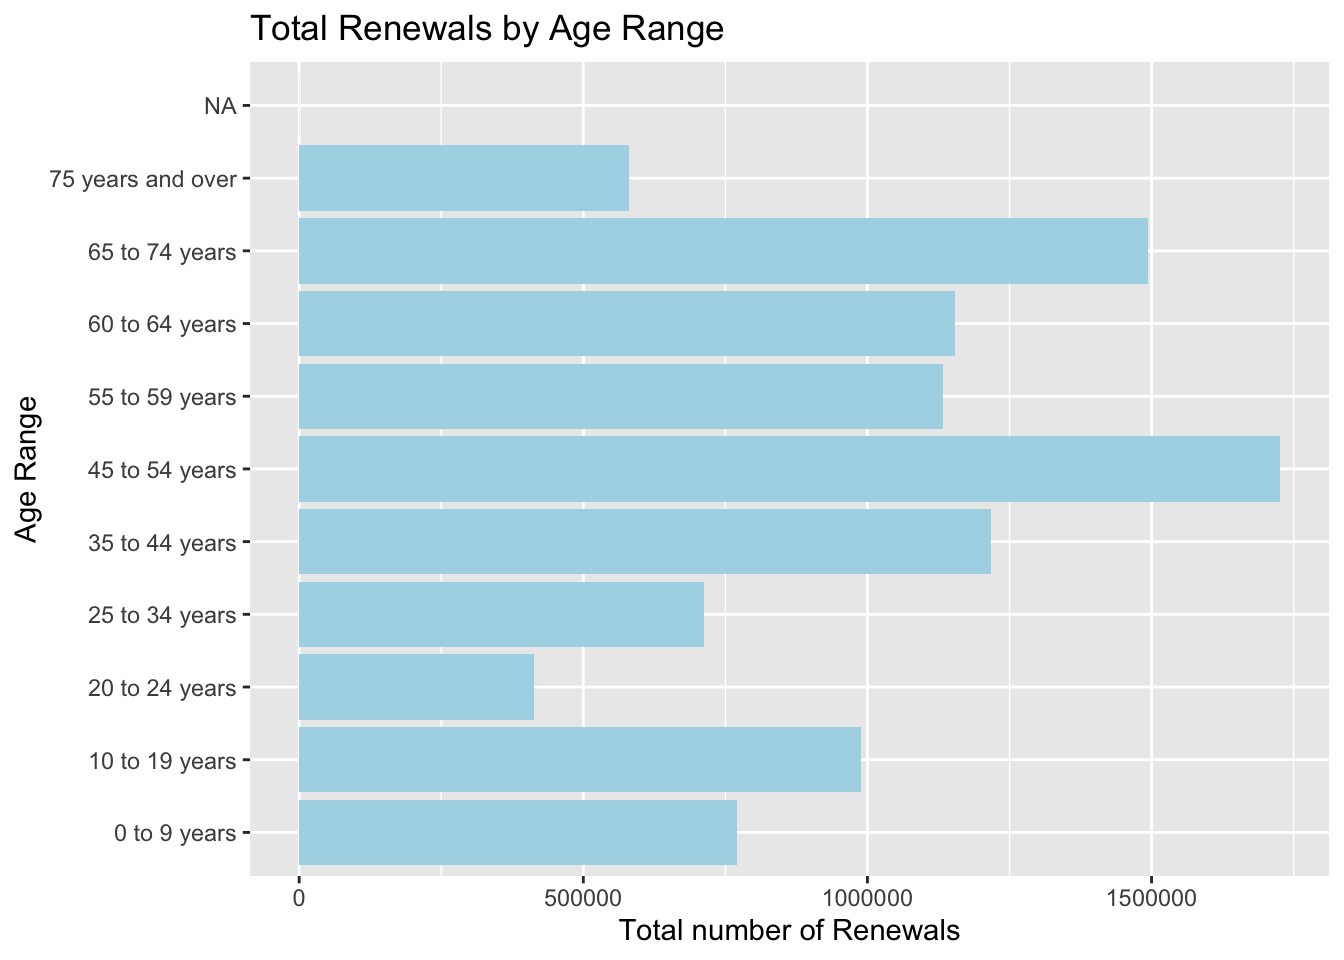 Total Renewals by Age Range
NA
75 years and over
65 to 74 years
60 to 64 years
55 to 59 years
45 to 54 years
35 to 44 years
25 to 34 years
20 to 24 years
10 to 19 years
0 to 9 years
Age Range
0
500000
1000000
1500000
Total number of Renewals